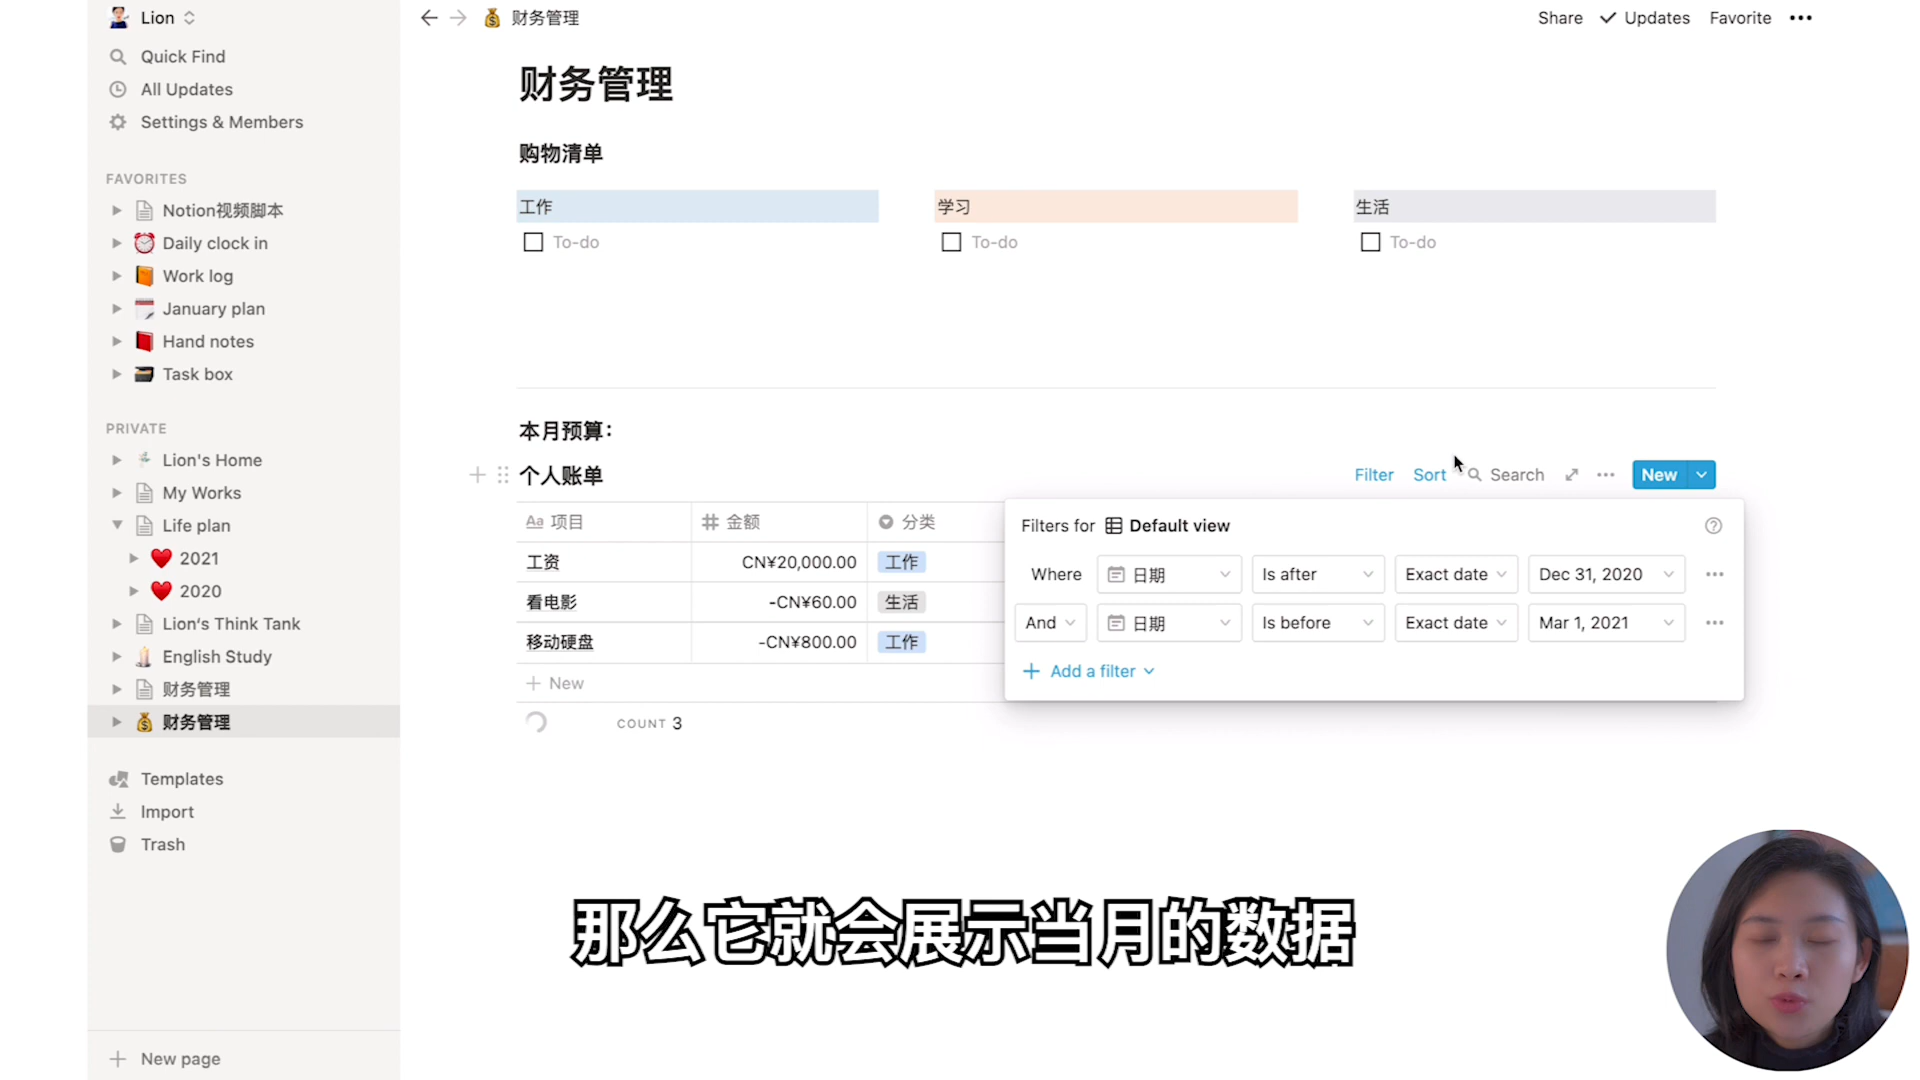 Lion
Quick Find
All Updates
Settings & Members
FAVORITES
Notion视频脚本
Daily clock in
Work log
January plan
Hand notes
Task box
PRIVATE
Lion's Home
My Works
Life plan
2021
2020
Lion's Think Tank
English Study
财务管理
财务管理
Templates
Import
Trash
New page
财务管理
Share Updates Favorite
财务管理
购物清单
工作 学习 生活
To-do To-do To-do
本月预算：
个人账单
Filter Sort Search New
Aa 项目 金额 分类
工资 CN¥20,000.00 工作
看电影 -CN¥60.00 生活
移动硬盘 -CN¥800.00 工作
New
COUNT 3
Filters for Default view
Where 日期 Is after Exact date Dec 31, 2020
And 日期 Is before Exact date Mar 1, 2021
Add a filter
那么它就会展示当月的数据